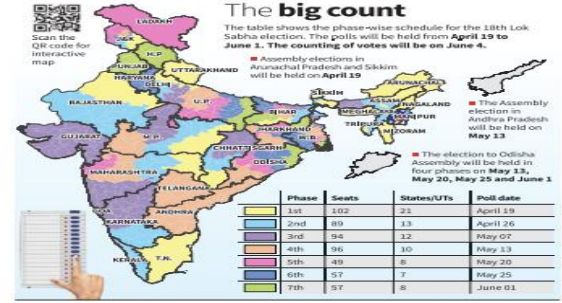 The big count
The table shows the phase-wise schedule for the 18th Lok
Sabha election. The polls will be held from April 19 to
June 1. The counting of votes will be on June 4.
Scan the
QR code for
interactive
map
■ Assembly elections in
Arunachal Pradesh and Sikkim
will be held on April 19
■ The Assembly
election in
Andhra Pradesh
will be held on
May 13
■ The election to Odisha
Assembly will be held in
four phases on May 13,
May 20, May 25 and June 1
LADAKH
J&K
H.P.
PUNJAB
UTTARAKHAND
HARYANA
DELHI
RAJASTHAN
U.P.
SIKKIM
ARUNACHAL
ASSAM
NAGALAND
BIHAR
MEGHALAYA
MANIPUR
TRIPURA
MIZORAM
GUJARAT
M.P.
JHARKHAND
W.B.
CHHATTISGARH
ODISHA
MAHARASHTRA
TELANGANA
GOA
KARNATAKA
ANDHRA
KERALA
T.N.
Phase Seats States/UTs Poll date
1st 102 21 April 19
2nd 89 13 April 26
3rd 94 12 May 07
4th 96 10 May 13
5th 49 8 May 20
6th 57 7 May 25
7th 57 8 June 01